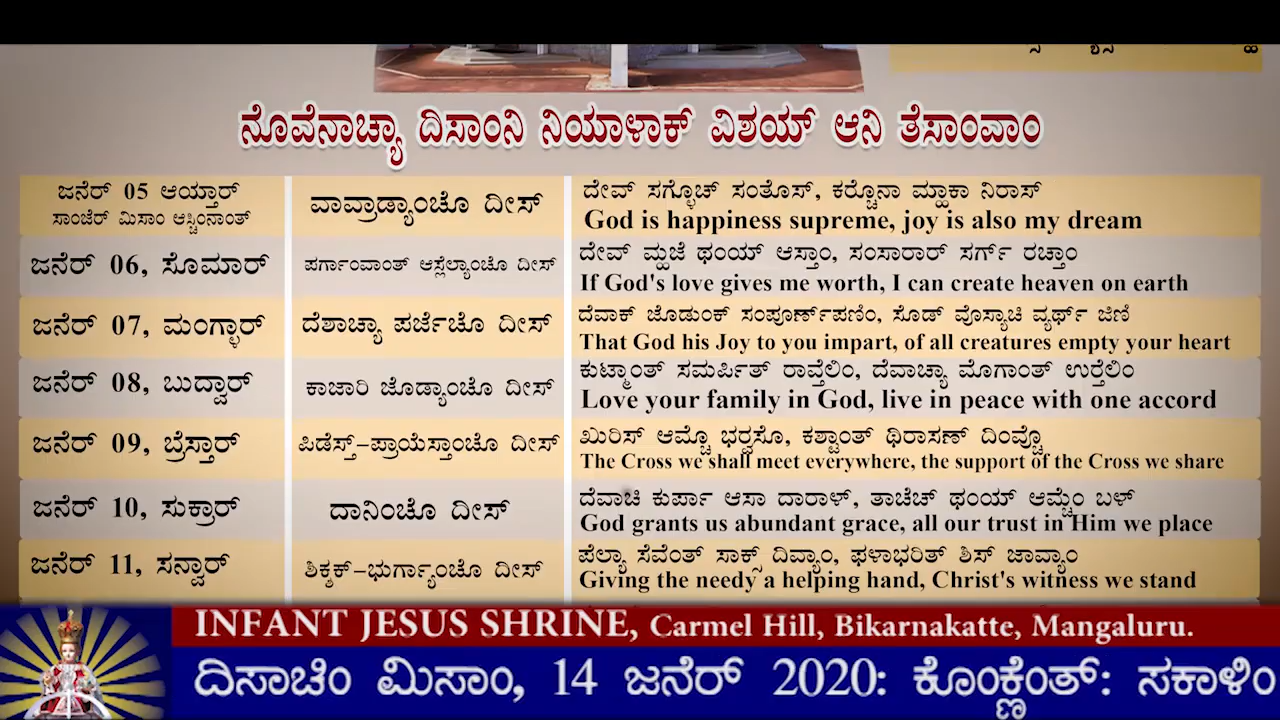 ನೊವೆನಾಚ್ಯಾ ದಿಸಾಂನಿ ನಿಯಾಳಾಕ್ ವಿಶಯ್ ಆನಿ ತೆಸಾಂವಾಂ
ಜನೆರ್ 05 ಆಯ್ತಾರ್
ಸಾಂಜೆರ್ ಮಿಸಾಂ ಆಸ್ಚಿಂನಾಂತ್
ವಾವ್ರಾಡ್ಯಾಂಚೊ ದೀಸ್
ದೇವ್ ಸಗ್ಳೊಚ್ ಸಂತೊಸ್, ಕರ್‍ಚೊನಾ ಮ್ಹಾಕಾ ನಿರಾಸ್
God is happiness supreme, joy is also my dream
ಜನೆರ್ 06, ಸೊಮಾರ್
ಪರ್ಗಾಂವಾಂತ್ ಆಸ್ಲೆಲ್ಯಾಂಚೊ ದೀಸ್
ದೇವ್ ಮ್ಹಜೆ ಥಂಯ್ ಆಸ್ತಾಂ, ಸಂಸಾರಾರ್ ಸರ್ಗ್ ರಚ್ತಾಂ
If God's love gives me worth, I can create heaven on earth
ಜನೆರ್ 07, ಮಂಗ್ಳಾರ್
ದೆಶಾಚ್ಯಾ ಪರ್ಜೆಚೊ ದೀಸ್
ದೆವಾಕ್ ಜೊಡುಂಕ್ ಸಂಪೂರ್ಣ್‌ಪಣಿಂ, ಸೊಡ್ ವೊಸ್ಯಾಚಿ ವ್ಯರ್ಥ್ ಜಿಣಿ
That God his Joy to you impart, of all creatures empty your heart
ಜನೆರ್ 08, ಬುದ್ವಾರ್
ಕಾಜಾರಿ ಜೊಡ್ಯಾಂಚೊ ದೀಸ್
ಕುಟ್ಮಾಂತ್ ಸಮರ್ಪಿತ್ ರಾವ್ತೆಲಿಂ, ದೆವಾಚ್ಯಾ ಮೊಗಾಂತ್ ಉರ್‍ತೆಲಿಂ
Love your family in God, live in peace with one accord
ಜನೆರ್ 09, ಬ್ರೆಸ್ತಾರ್
ಪಿಡೆಸ್ತ್-ಪ್ರಾಯೆಸ್ತಾಂಚೊ ದೀಸ್
ಖುರಿಸ್ ಆಮ್ಚೊ ಭರ್‍ವಸೊ, ಕಶ್ಟಾಂತ್ ಥಿರಾಸಣ್ ದಿಂವ್ಚೊ
The Cross we shall meet everywhere, the support of the Cross we share
ಜನೆರ್ 10, ಸುಕ್ರಾರ್
ದಾನಿಂಚೊ ದೀಸ್
ದೆವಾಚಿ ಕುರ್ಪಾ ಆಸಾ ದಾರಾಳ್, ತಾಚೆಚ್ ಥಂಯ್ ಆಮ್ಚೆಂ ಬಳ್
God grants us abundant grace, all our trust in Him we place
ಜನೆರ್ 11, ಸನ್ವಾರ್
ಶಿಕ್ಶಕ್-ಭುರ್ಗ್ಯಾಂಚೊ ದೀಸ್
ಪೆಲ್ಯಾ ಸೆವೆಂತ್ ಸಾಕ್ಸ್ ದಿವ್ಯಾಂ, ಫಳಾಭರಿತ್ ಶಿಸ್ ಜಾವ್ಯಾಂ
Giving the needy a helping hand, Christ's witness we stand
INFANT JESUS SHRINE, Carmel Hill, Bikarnakatte, Mangaluru.
ದಿಸಾಚಿಂ ಮಿಸಾಂ, 14 ಜನೆರ್ 2020: ಕೊಂಕ್ಣೆಂತ್: ಸಕಾಳಿಂ